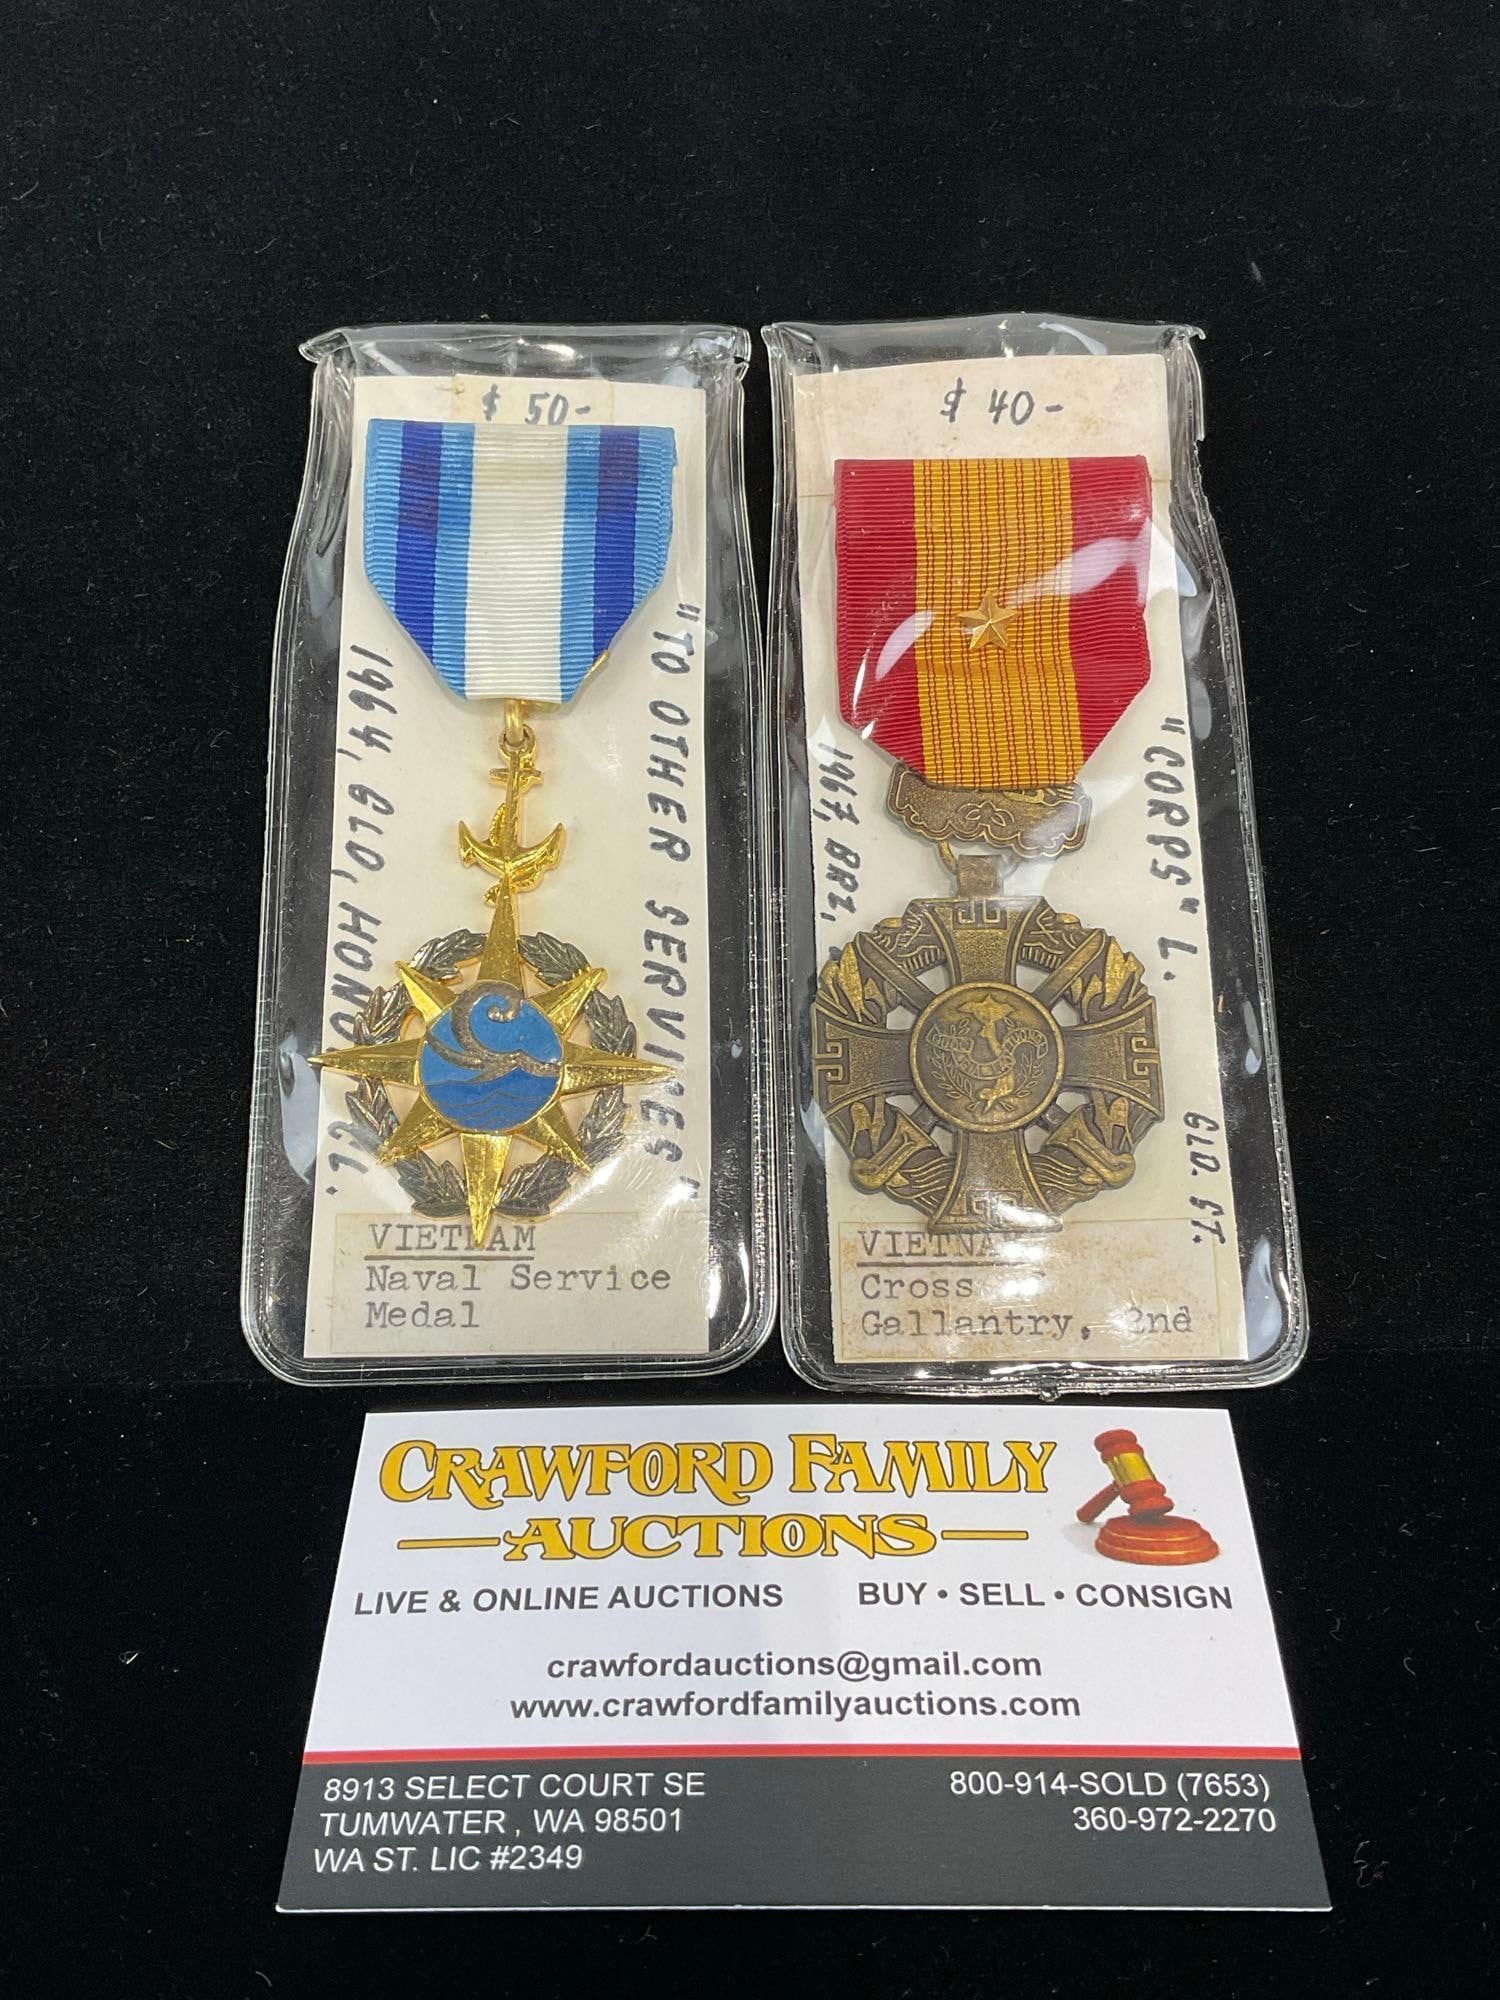 $ 50-
"TO OTHER SERVICES"
1964, GLD, HON
CL.
VIETNAM
Naval Service
Medal
$ 40-
"CORPS" L.
GLD. ST.
1967, BRZ,
VIETNA
Cross
Gallantry, 2nd
CRAWFORD FAMILY
AUCTIONS
LIVE & ONLINE AUCTIONS BUY • SELL • CONSIGN
crawfordauctions@gmail.com
www.crawfordfamilyauctions.com
8913 SELECT COURT SE
TUMWATER , WA 98501
WA ST. LIC #2349
800-914-SOLD (7653)
360-972-2270